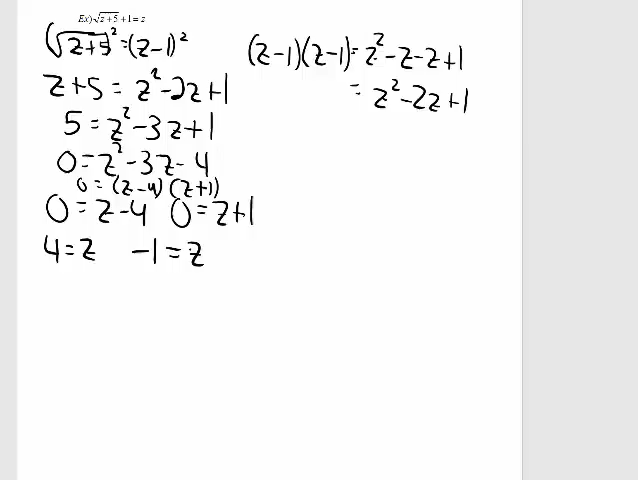 Ex) √z+5 + 1 = z
(√z+5)² = (z-1)²
z+5 = z²-2z+1
5 = z²-3z+1
0 = z²-3z-4
0 = (z-4)(z+1)
0 = z-4 0 = z+1
4 = z -1 = z
(z-1)(z-1) = z²-z-z+1
= z²-2z+1